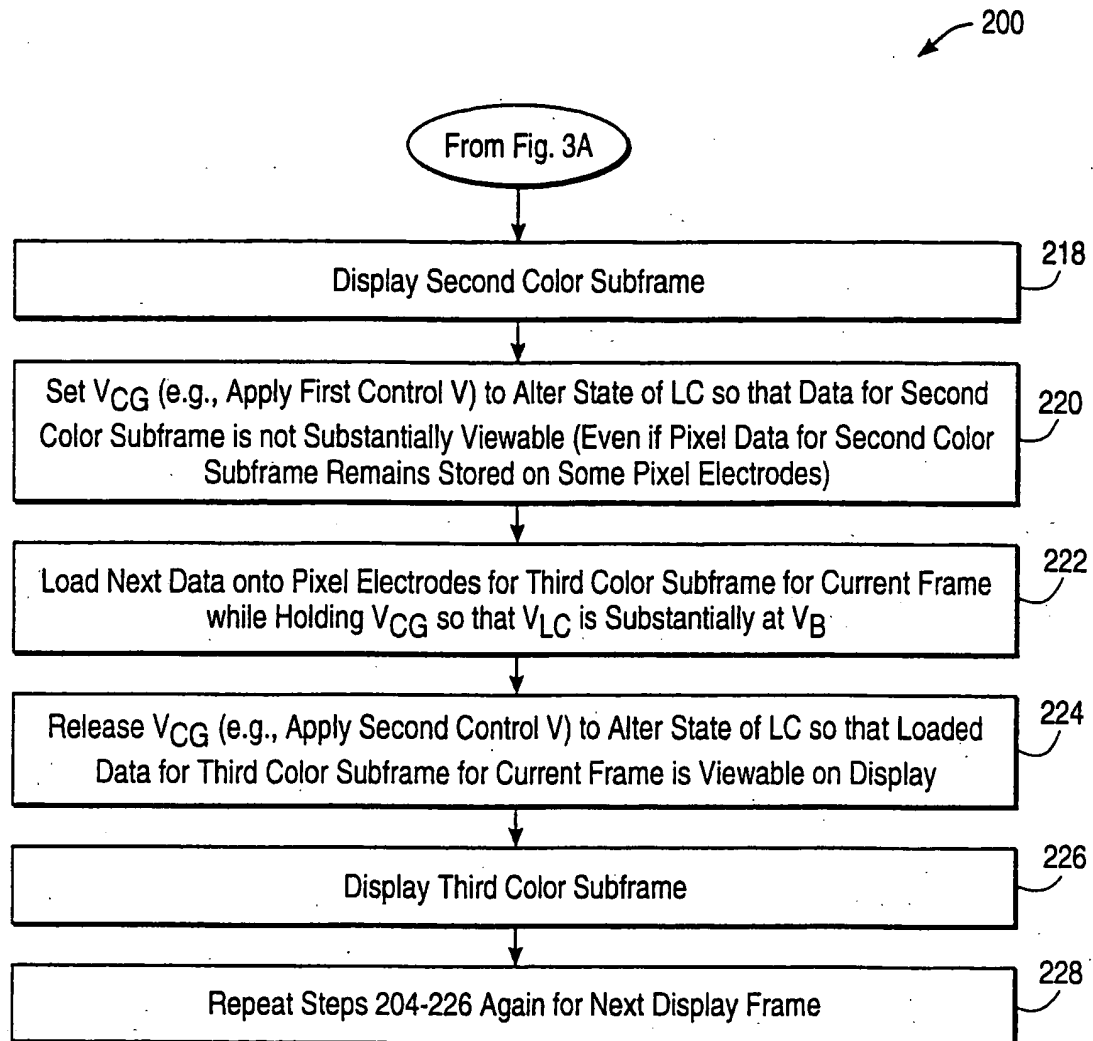 200
From Fig. 3A
Display Second Color Subframe
218
Set VCG (e.g., Apply First Control V) to Alter State of LC so that Data for Second
Color Subframe is not Substantially Viewable (Even if Pixel Data for Second Color
Subframe Remains Stored on Some Pixel Electrodes)
220
Load Next Data onto Pixel Electrodes for Third Color Subframe for Current Frame
while Holding VCG so that VLC is Substantially at VB
222
Release VCG (e.g., Apply Second Control V) to Alter State of LC so that Loaded
Data for Third Color Subframe for Current Frame is Viewable on Display
224
Display Third Color Subframe
226
Repeat Steps 204-226 Again for Next Display Frame
228